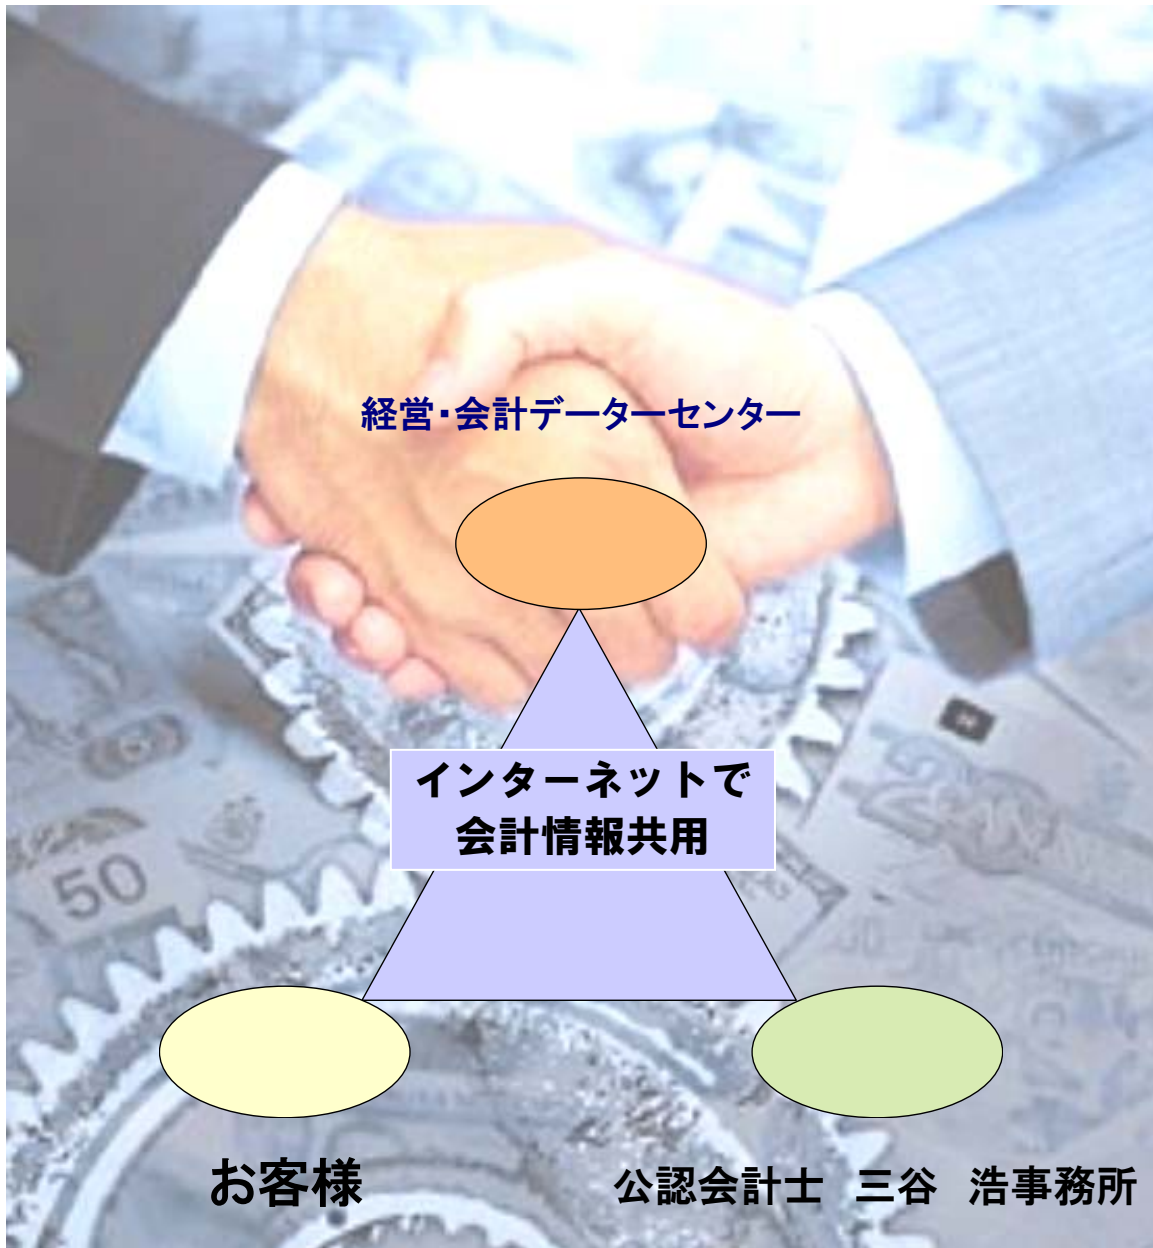 経営・会計データーセンター
インターネットで
会計情報共用
50
お客様
公認会計士　三谷　浩事務所